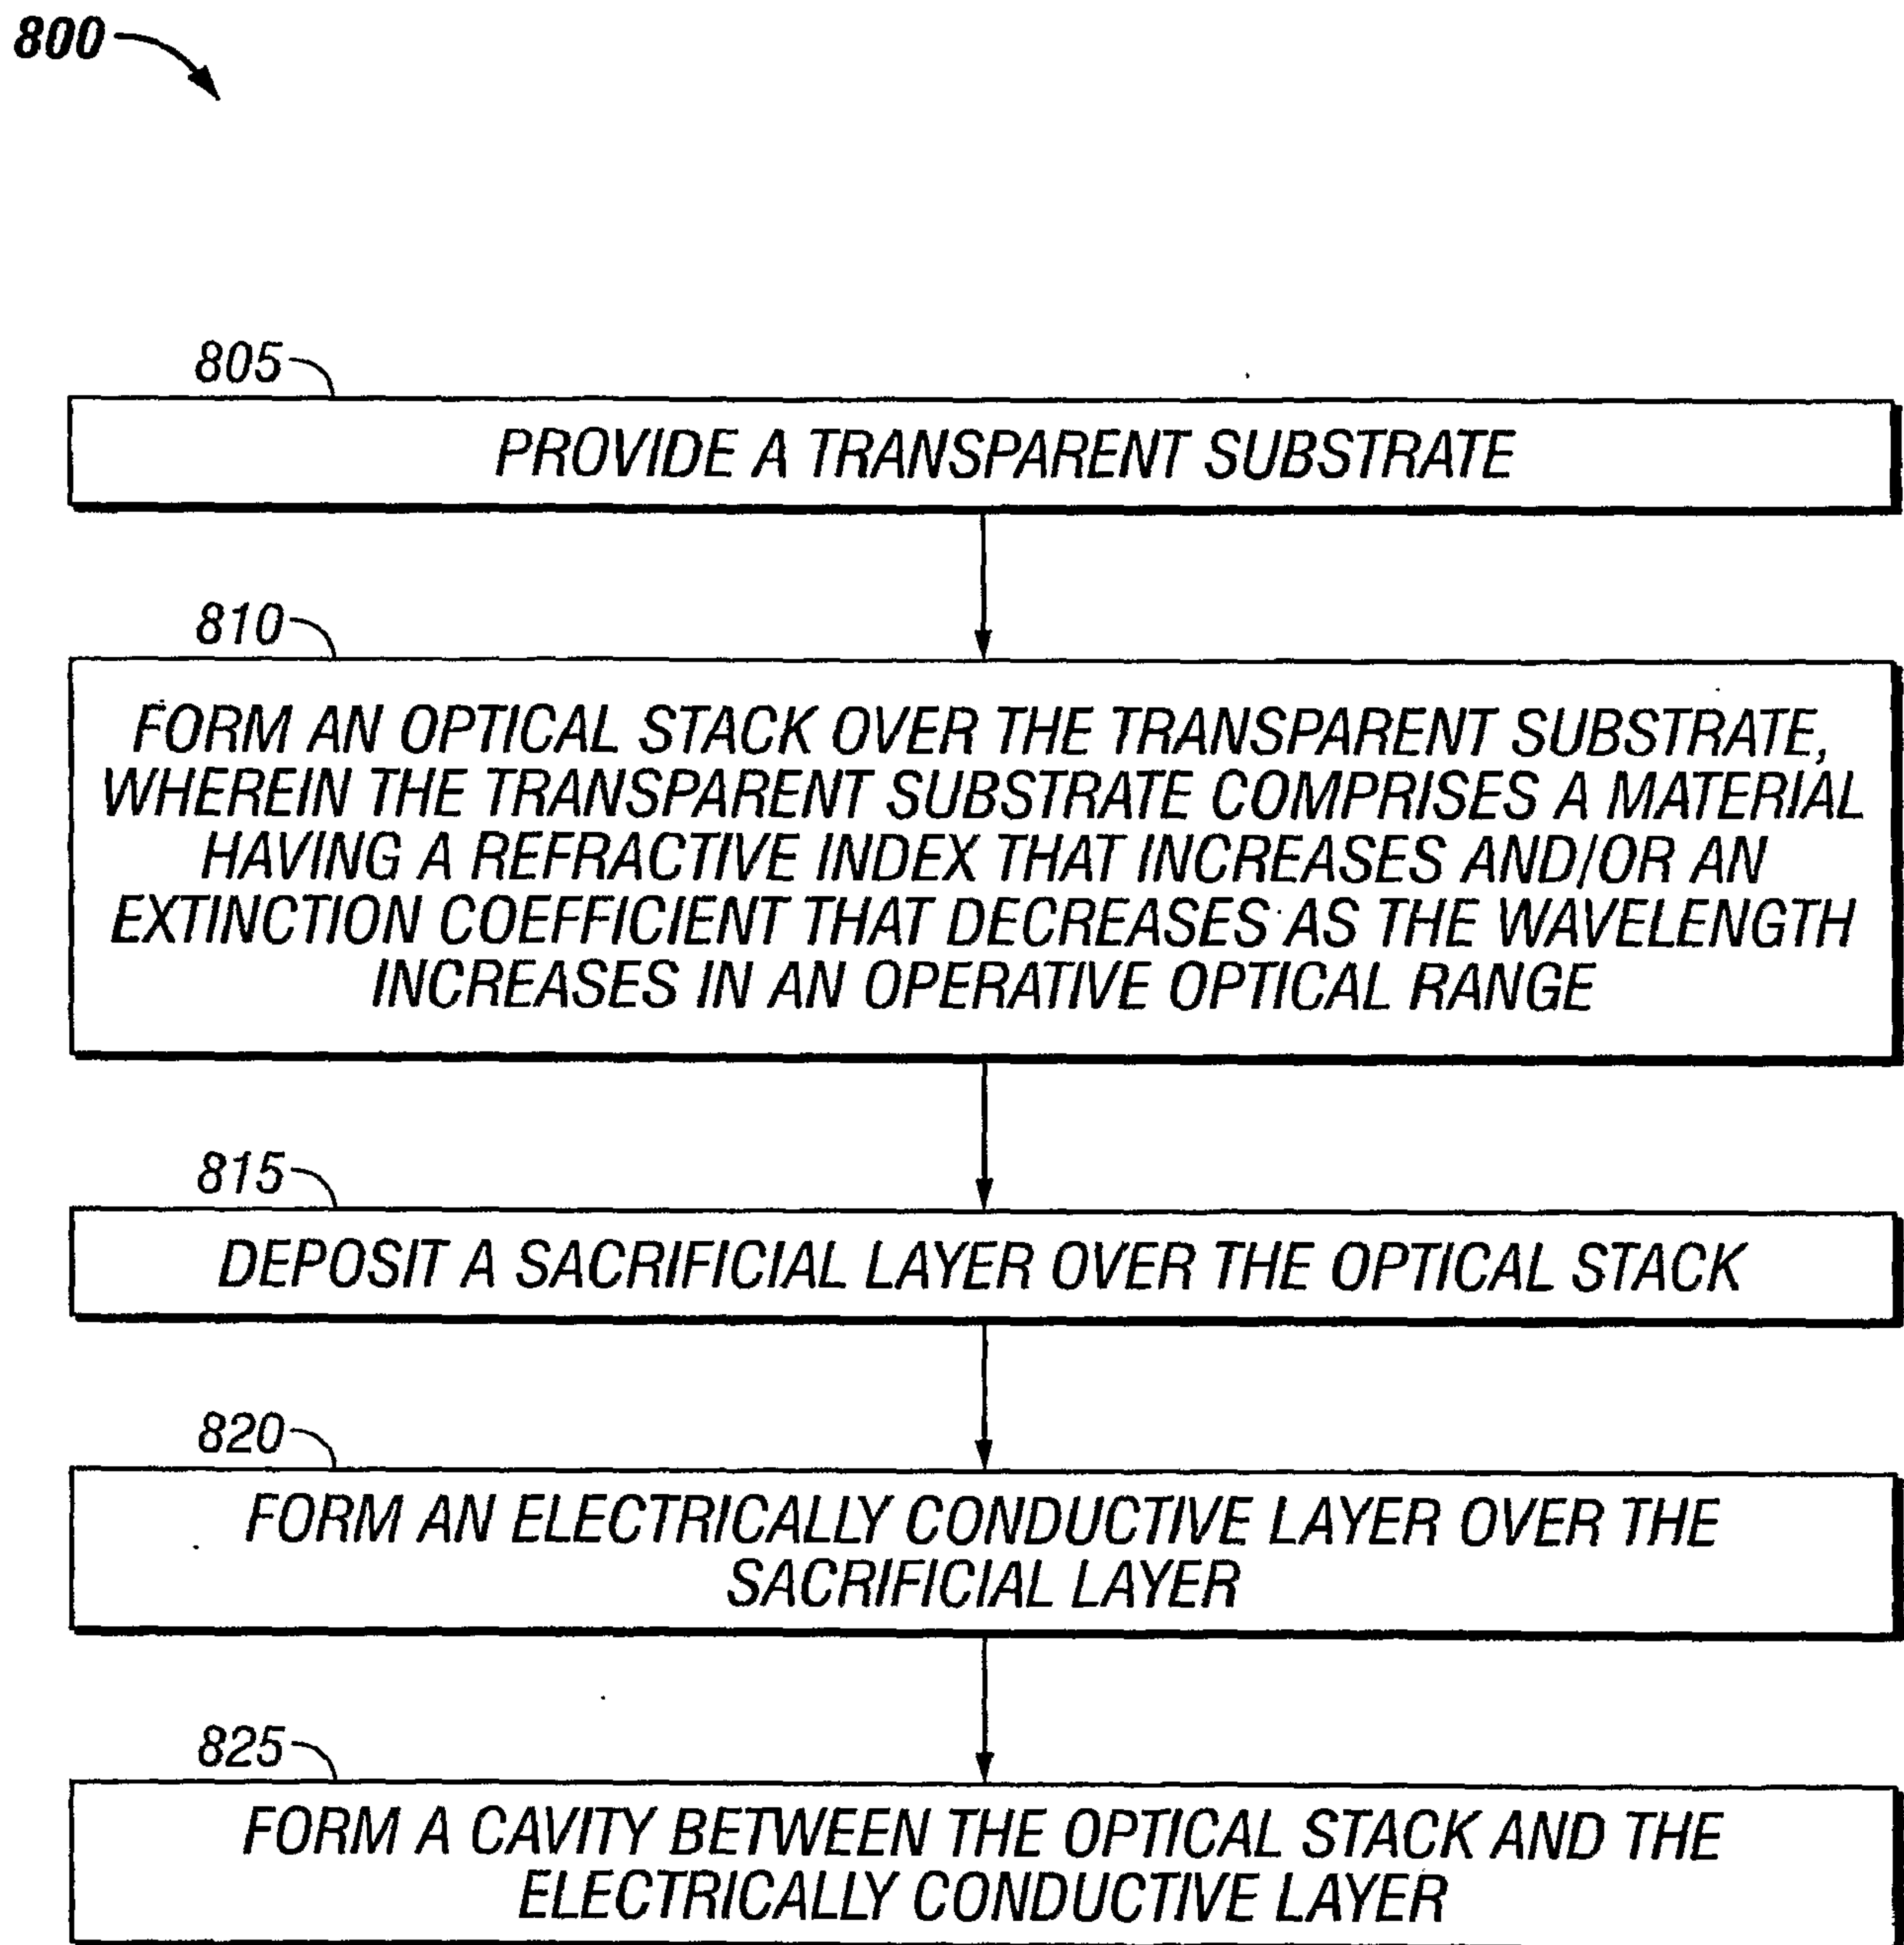 800
805
PROVIDE A TRANSPARENT SUBSTRATE
810
FORM AN OPTICAL STACK OVER THE TRANSPARENT SUBSTRATE,
WHEREIN THE TRANSPARENT SUBSTRATE COMPRISES A MATERIAL
HAVING A REFRACTIVE INDEX THAT INCREASES AND/OR AN
EXTINCTION COEFFICIENT THAT DECREASES AS THE WAVELENGTH
INCREASES IN AN OPERATIVE OPTICAL RANGE
815
DEPOSIT A SACRIFICIAL LAYER OVER THE OPTICAL STACK
820
FORM AN ELECTRICALLY CONDUCTIVE LAYER OVER THE
SACRIFICIAL LAYER
825
FORM A CAVITY BETWEEN THE OPTICAL STACK AND THE
ELECTRICALLY CONDUCTIVE LAYER